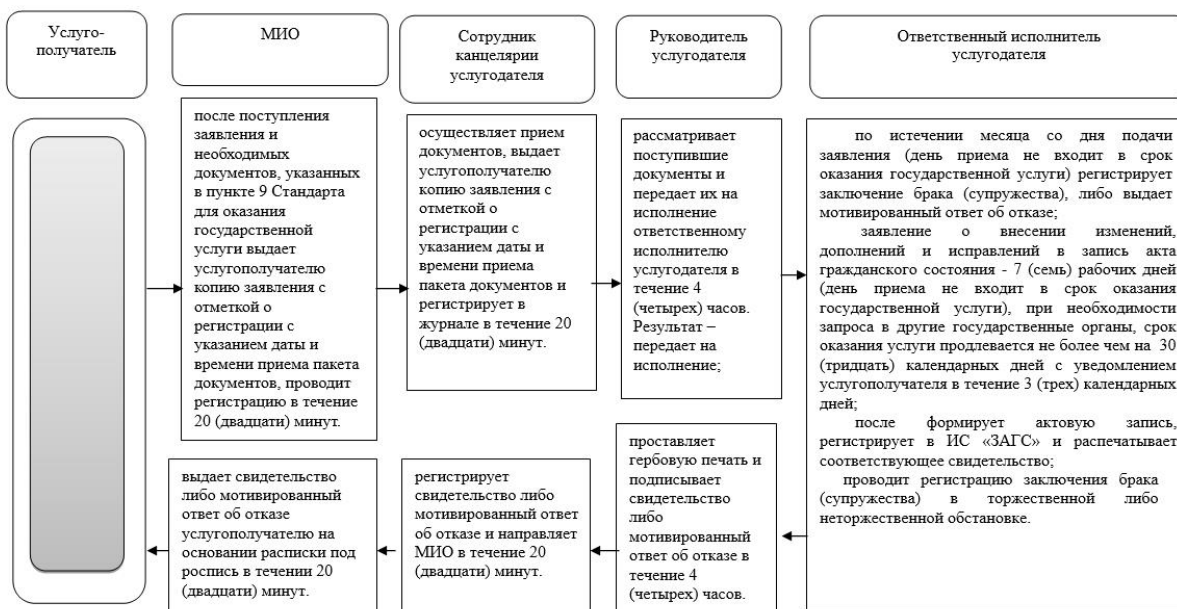 Услуго-
получатель
МИО
Сотрудник
канцелярии
услугодателя
Руководитель
услугодателя
Ответственный исполнитель
услугодателя
после поступления
заявления и
необходимых
документов, указанных
в пункте 9 Стандарта
для оказания
государственной
услуги выдает
услугополучателю
копию заявления с
отметкой о
регистрации с
указанием даты и
времени приема пакета
документов, проводит
регистрацию в течение
20 (двадцати) минут.
осуществляет прием
документов, выдает
услугополучателю
копию заявления с
отметкой о
регистрации с
указанием даты и
времени приема
пакета документов и
регистрирует в
журнале в течение 20
(двадцати) минут.
рассматривает
поступившие
документы и
передает их на
исполнение
ответственному
исполнителю
услугодателя в
течение 4
(четырех) часов.
Результат –
передает на
исполнение;
по истечении месяца со дня подачи
заявления (день приема не входит в срок
оказания государственной услуги) регистрирует
заключение брака (супружества), либо выдает
мотивированный ответ об отказе;
заявление о внесении изменений,
дополнений и исправлений в запись акта
гражданского состояния - 7 (семь) рабочих дней
(день приема не входит в срок оказания
государственной услуги), при необходимости
запроса в другие государственные органы, срок
оказания услуги продлевается не более чем на 30
(тридцать) календарных дней с уведомлением
услугополучателя в течение 3 (трех) календарных
дней;
после формирует актовую запись,
регистрирует в ИС «ЗАГС» и распечатывает
соответствующее свидетельство;
проводит регистрацию заключения брака
(супружества) в торжественной либо
неторжественной обстановке.
проставляет
гербовую печать и
подписывает
свидетельство
либо
мотивированный
ответ об отказе в
течение 4
(четырех) часов.
регистрирует
свидетельство либо
мотивированный ответ
об отказе и направляет
МИО в течение 20
(двадцати) минут.
выдает свидетельство
либо мотивированный
ответ об отказе
услугополучателю на
основании расписки под
роспись в течении 20
(двадцати) минут.